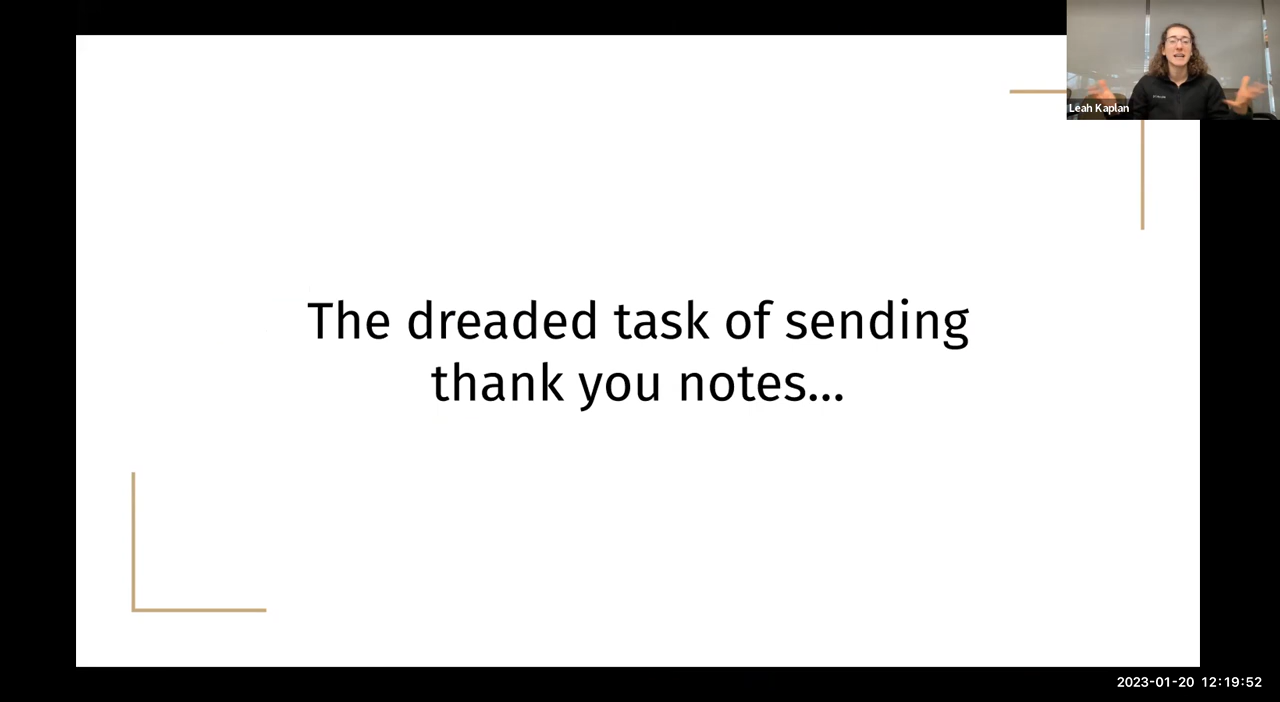 Leah Kaplan
The dreaded task of sending
thank you notes...
2023-01-20 12:19:52